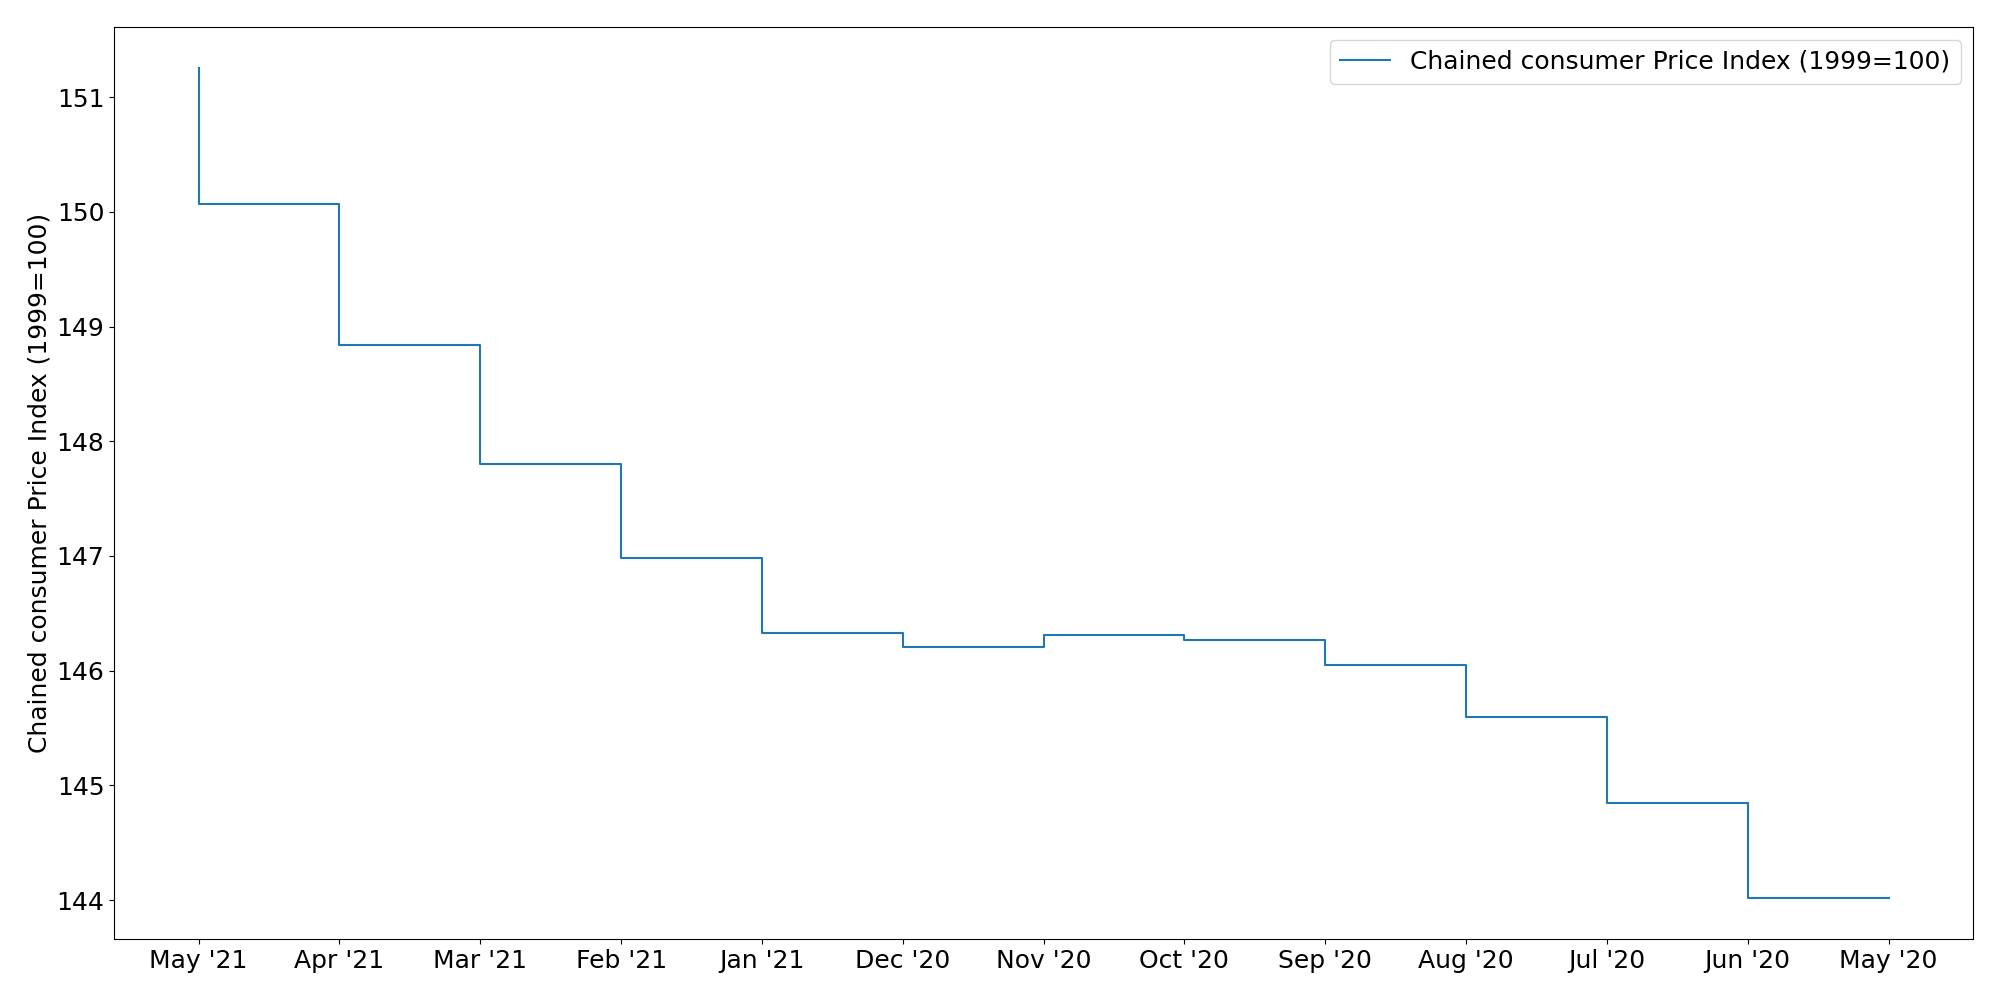 Chained consumer Price Index (1999=100)
151
150
149
148
147
146
145
144
Chained consumer Price Index (1999=100)
May '21 Apr '21 Mar '21 Feb '21 Jan '21 Dec '20 Nov '20 Oct '20 Sep '20 Aug '20 Jul '20 Jun '20 May '20